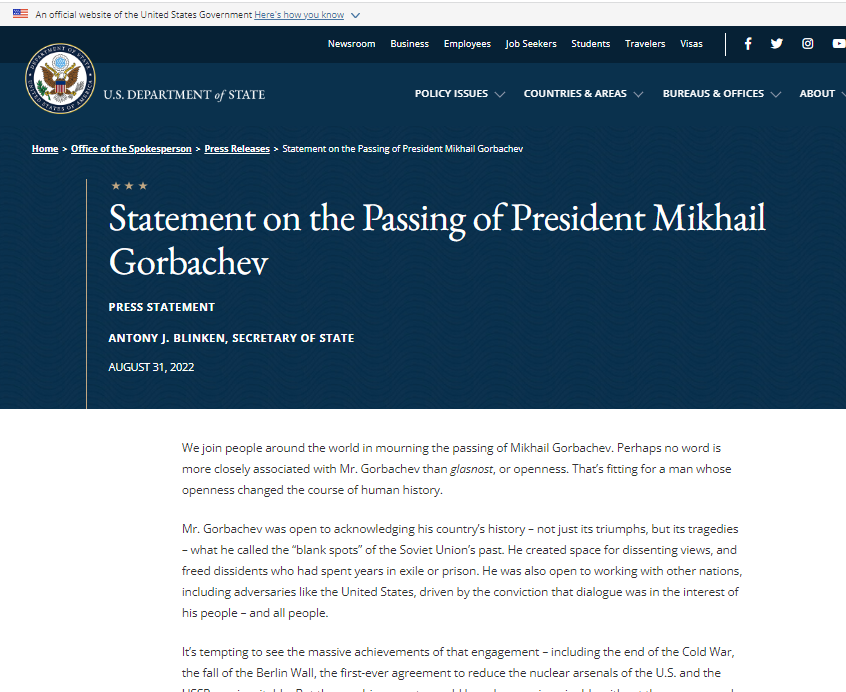 An official website of the United States Government Here's how you know
Newsroom Business Employees Job Seekers Students Travelers Visas
U.S. DEPARTMENT of STATE
POLICY ISSUES COUNTRIES & AREAS BUREAUS & OFFICES ABOUT
Home > Office of the Spokesperson > Press Releases > Statement on the Passing of President Mikhail Gorbachev
Statement on the Passing of President Mikhail
Gorbachev
PRESS STATEMENT
ANTONY J. BLINKEN, SECRETARY OF STATE
AUGUST 31, 2022
We join people around the world in mourning the passing of Mikhail Gorbachev. Perhaps no word is
more closely associated with Mr. Gorbachev than glasnost, or openness. That's fitting for a man whose
openness changed the course of human history.
Mr. Gorbachev was open to acknowledging his country's history – not just its triumphs, but its tragedies
– what he called the “blank spots” of the Soviet Union's past. He created space for dissenting views, and
freed dissidents who had spent years in exile or prison. He was also open to working with other nations,
including adversaries like the United States, driven by the conviction that dialogue was in the interest of
his people – and all people.
It's tempting to see the massive achievements of that engagement – including the end of the Cold War,
the fall of the Berlin Wall, the first-ever agreement to reduce the nuclear arsenals of the U.S. and the